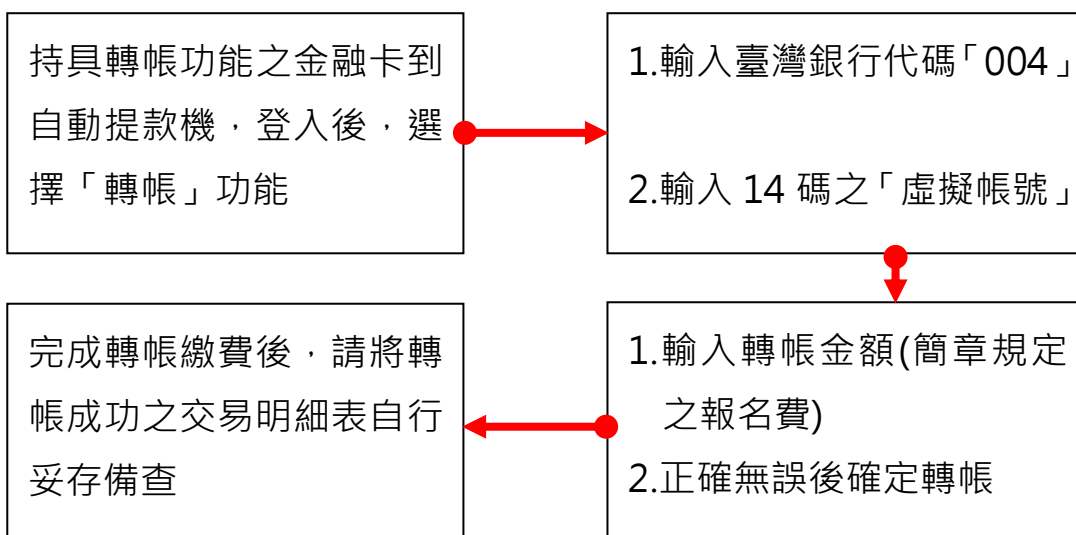 持具轉帳功能之金融卡到
自動提款機，登入後，選
擇「轉帳」功能
1.輸入臺灣銀行代碼「004」
2.輸入 14 碼之「虛擬帳號」
1.輸入轉帳金額(簡章規定
之報名費)
2.正確無誤後確定轉帳
完成轉帳繳費後，請將轉
帳成功之交易明細表自行
妥存備查